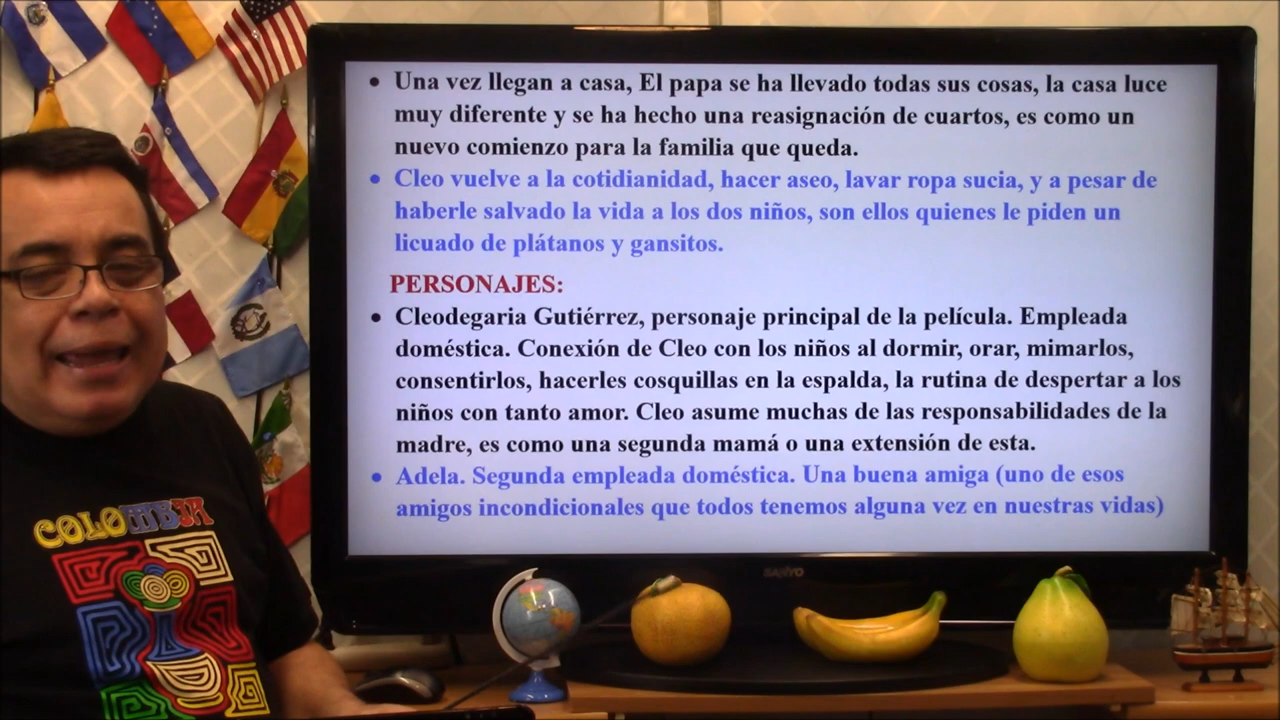 • Una vez llegan a casa, El papa se ha llevado todas sus cosas, la casa luce
muy diferente y se ha hecho una reasignación de cuartos, es como un
nuevo comienzo para la familia que queda.
• Cleo vuelve a la cotidianidad, hacer aseo, lavar ropa sucia, y a pesar de
haberle salvado la vida a los dos niños, son ellos quienes le piden un
licuado de plátanos y gansitos.
PERSONAJES:
• Cleodegaria Gutiérrez, personaje principal de la película. Empleada
doméstica. Conexión de Cleo con los niños al dormir, orar, mimarlos,
consentirlos, hacerles cosquillas en la espalda, la rutina de despertar a los
niños con tanto amor. Cleo asume muchas de las responsabilidades de la
madre, es como una segunda mamá o una extensión de esta.
• Adela. Segunda empleada doméstica. Una buena amiga (uno de esos
amigos incondicionales que todos tenemos alguna vez en nuestras vidas)
SANYO
COLOMBIA